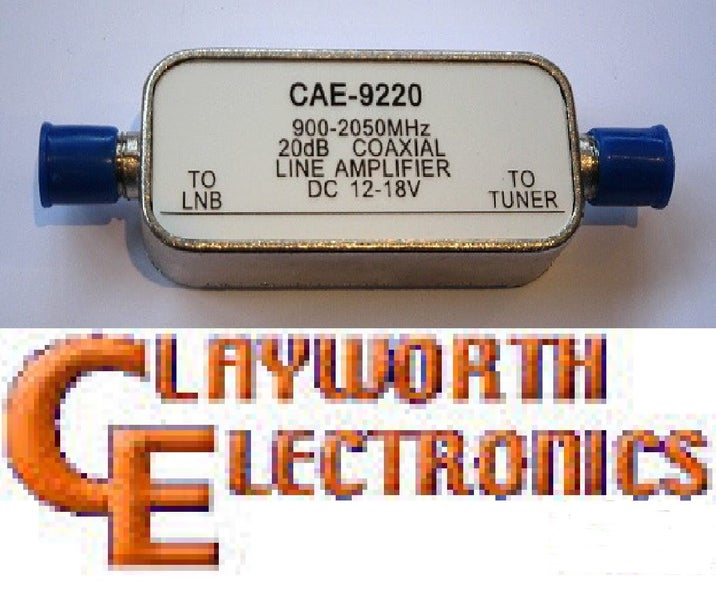 CAE-9220
900-2050MHz
20dB COAXIAL
LINE AMPLIFIER
DC 12-18V
TO
LNB
TO
TUNER
CLAYWORTH
ELECTRONICS